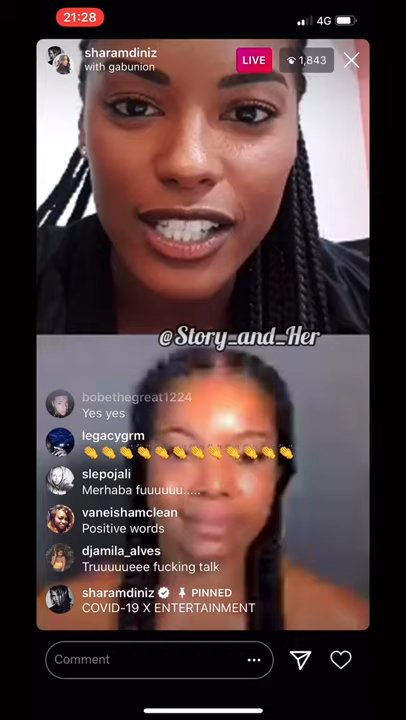 21:28
4G
sharamdiniz
with gabunion
LIVE
1,843
@Story_and_Her
bobethegreat1224
Yes yes
legacygrm
👏👏👏👏👏👏👏👏👏👏👏👏
slepojali
Merhaba fuuuuuu.....
vaneishamclean
Positive words
djamila_alves
Truuuuueee fucking talk
sharamdiniz PINNED
COVID-19 X ENTERTAINMENT
Comment